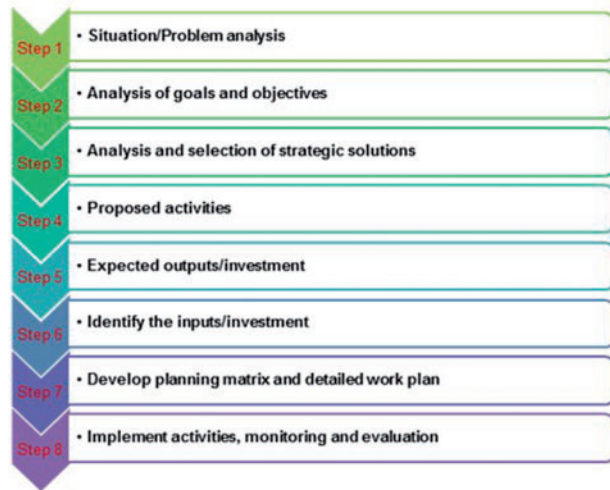 Step 1
• Situation/Problem analysis
Step 2
• Analysis of goals and objectives
Step 3
• Analysis and selection of strategic solutions
Step 4
• Proposed activities
Step 5
• Expected outputs/investment
Step 6
• Identify the inputs/investment
Step 7
• Develop planning matrix and detailed work plan
Step 8
• Implement activities, monitoring and evaluation